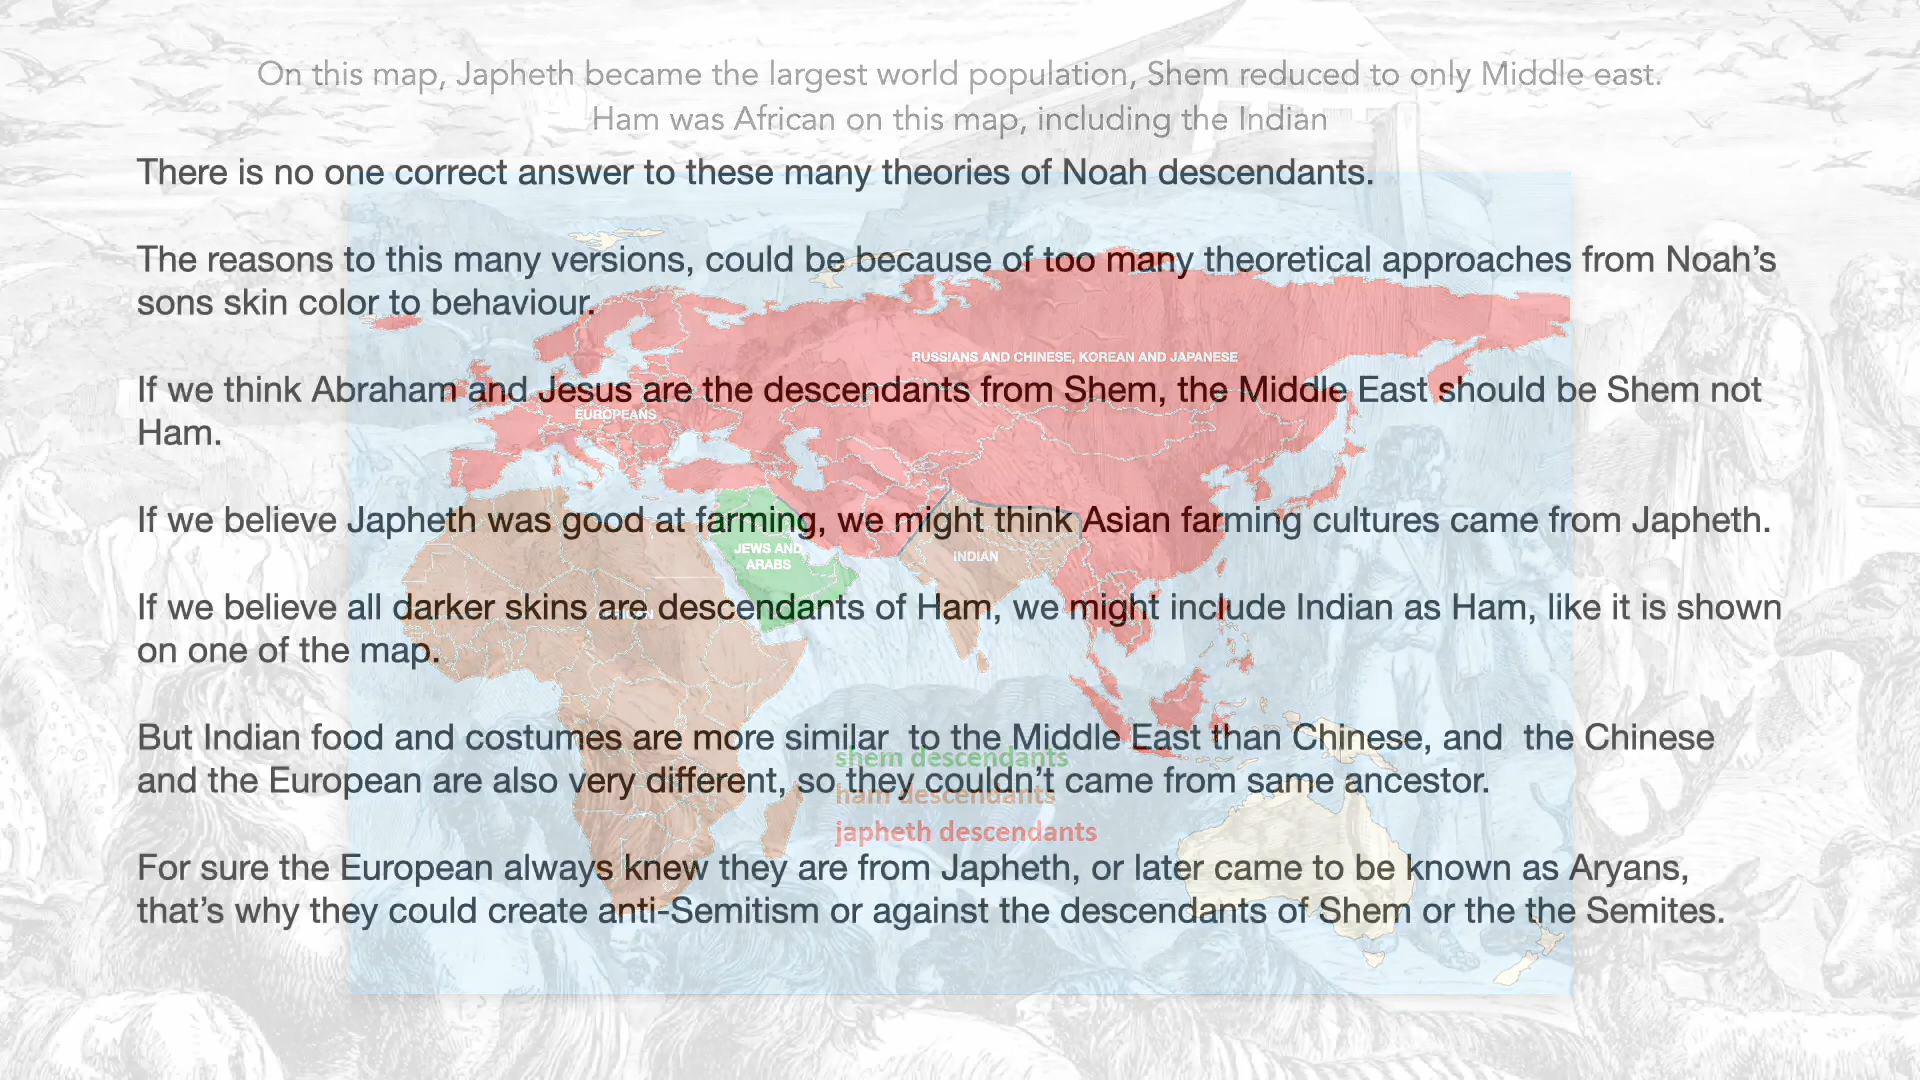 On this map, Japheth became the largest world population, Shem reduced to only Middle east.
Ham was African on this map, including the Indian
There is no one correct answer to these many theories of Noah descendants.
The reasons to this many versions, could be because of too many theoretical approaches from Noah's
sons skin color to behaviour.
RUSSIANS AND CHINESE, KOREAN AND JAPANESE
If we think Abraham and Jesus are the descendants from Shem, the Middle East should be Shem not
Ham.
EUROPEANS
If we believe Japheth was good at farming, we might think Asian farming cultures came from Japheth.
JEWS AND
ARABS
INDIAN
If we believe all darker skins are descendants of Ham, we might include Indian as Ham, like it is shown
on one of the map.
But Indian food and costumes are more similar to the Middle East than Chinese, and the Chinese
and the European are also very different, so they couldn't came from same ancestor.
shem descendants
ham descendants
japheth descendants
For sure the European always knew they are from Japheth, or later came to be known as Aryans,
that's why they could create anti-Semitism or against the descendants of Shem or the the Semites.